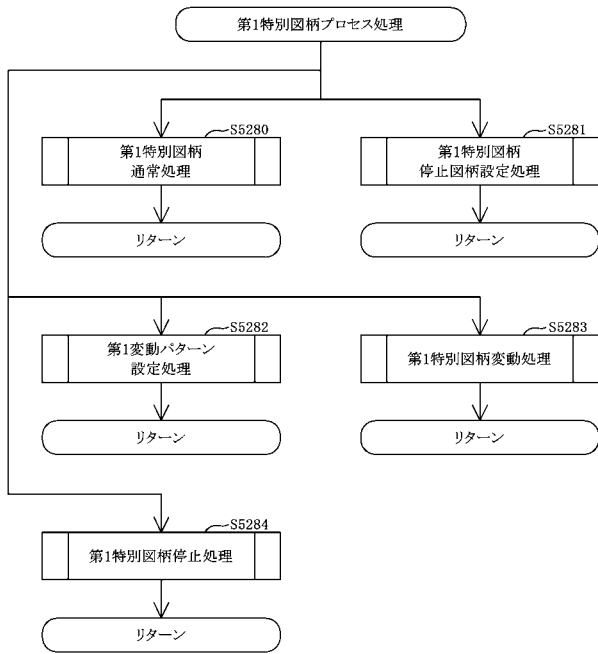 第1特別図柄プロセス処理
S5280
第1特別図柄
通常処理
リターン
S5281
第1特別図柄
停止図柄設定処理
リターン
S5282
第1変動パターン
設定処理
リターン
S5283
第1特別図柄変動処理
リターン
S5284
第1特別図柄停止処理
リターン